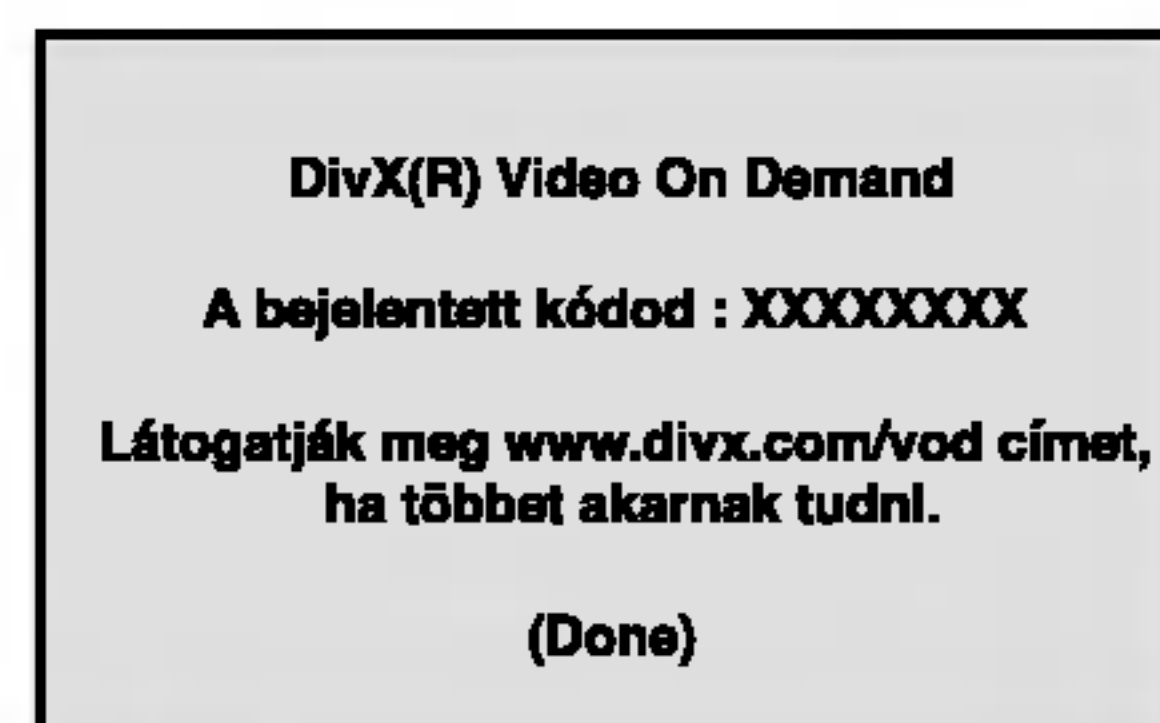 DivX(R) Video On Demand
A bejelentett kódod : XXXXXXXX
Látogatják meg www.divx.com/vod címet,
ha többet akarnak tudni.
(Done)